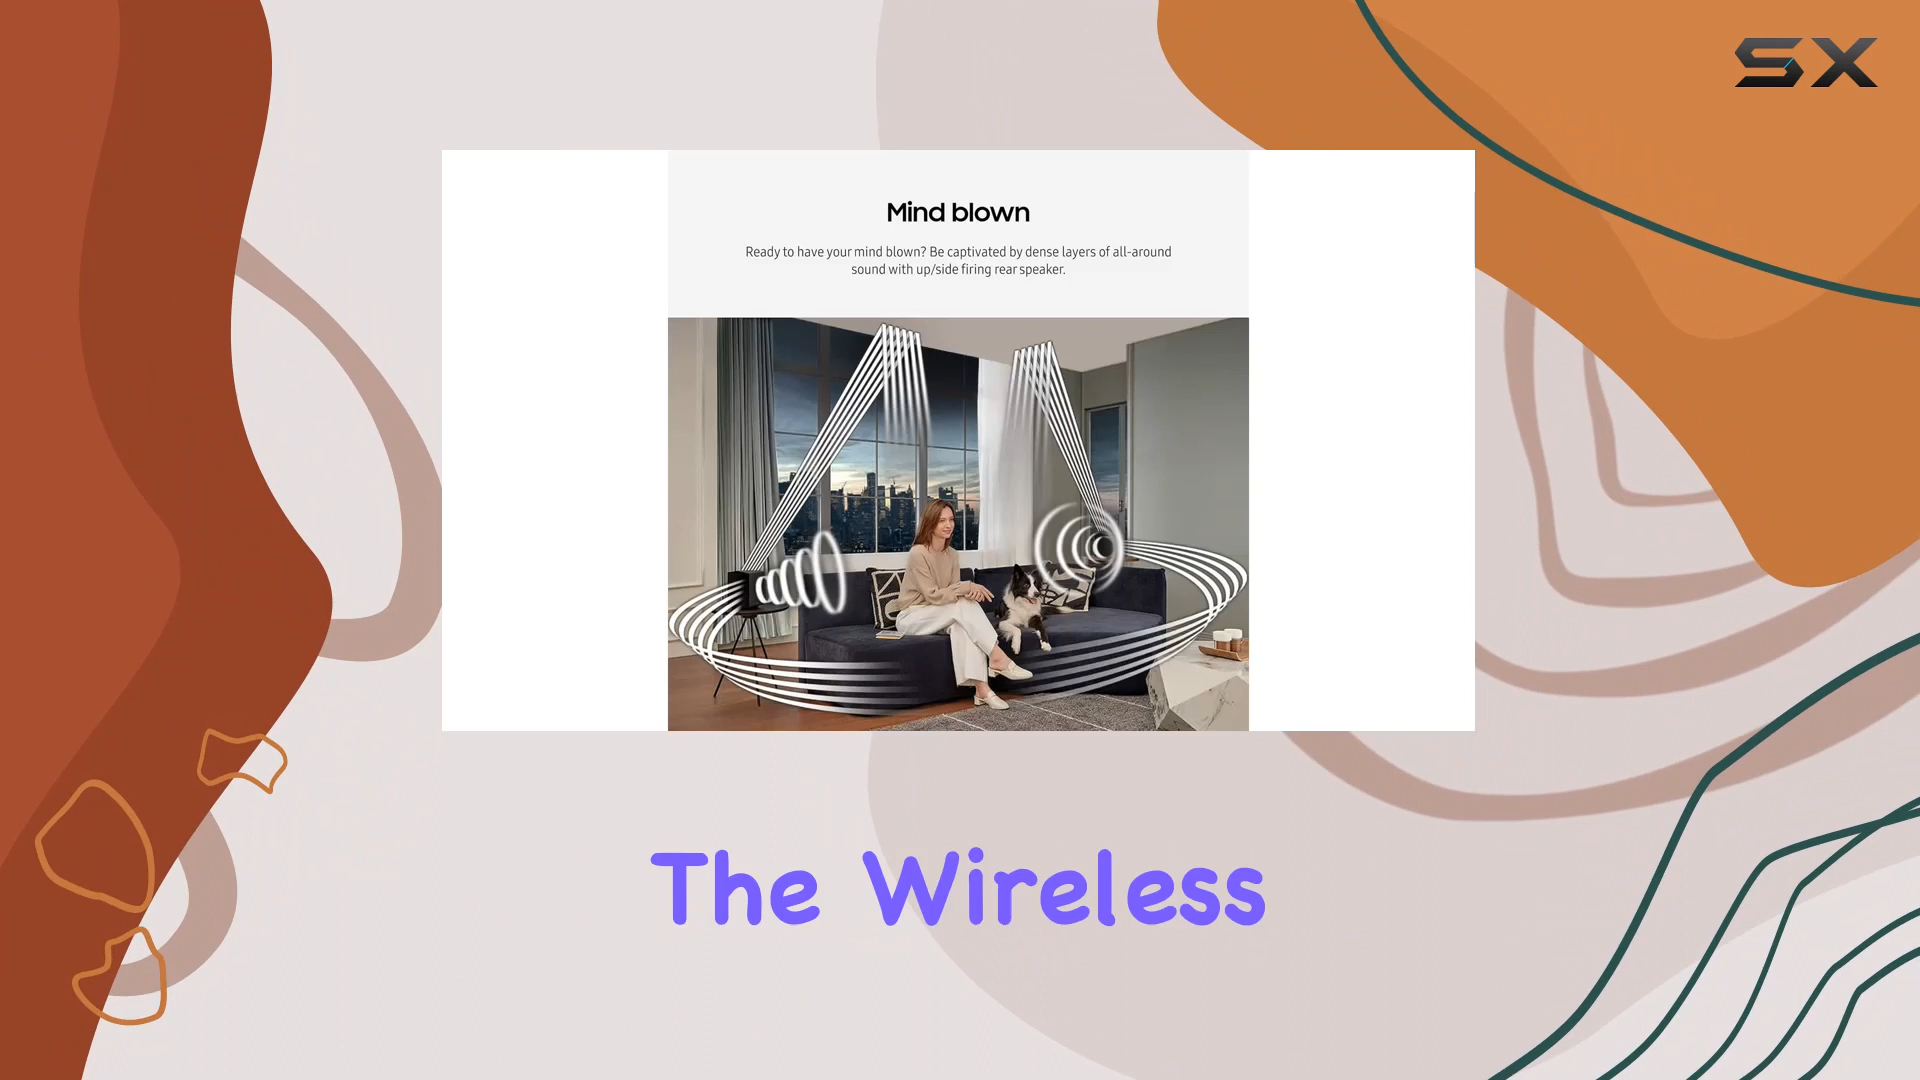 SX
Mind blown
Ready to have your mind blown? Be captivated by dense layers of all-around
sound with up/side firing rear speaker.
The Wireless